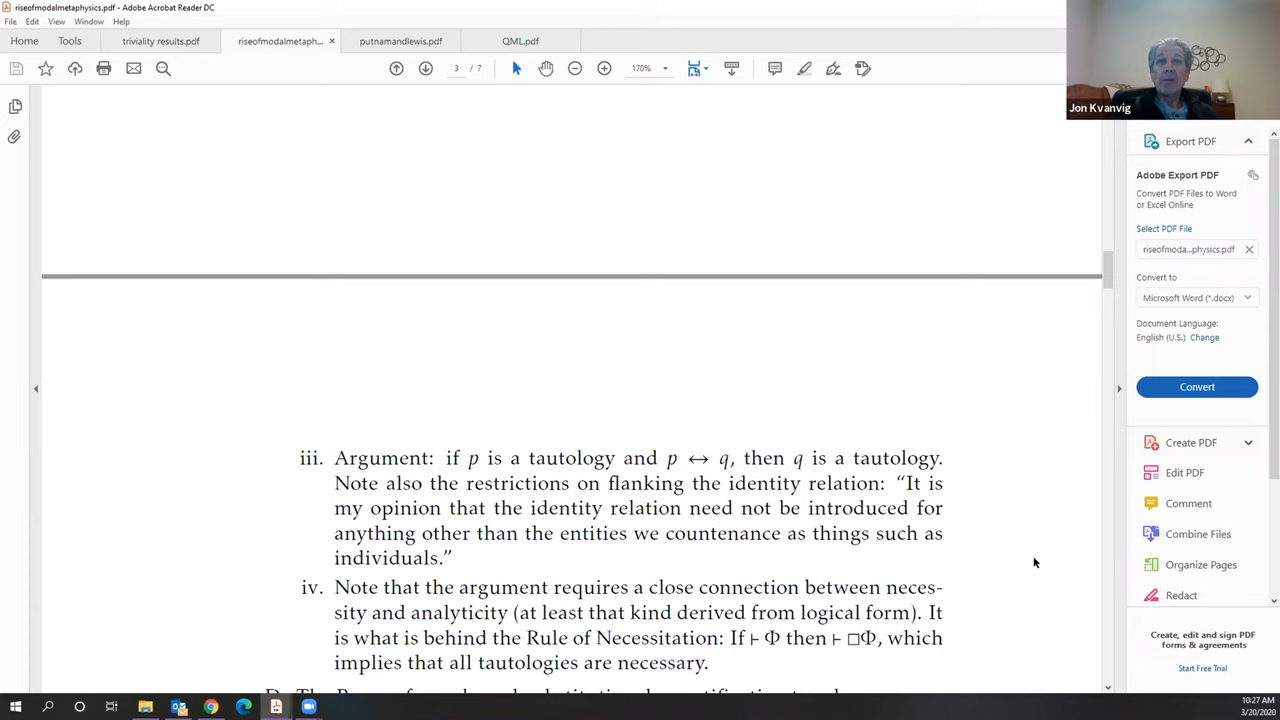 riseofmodalmetaphysics.pdf - Adobe Acrobat Reader DC
File Edit View Window Help
Home Tools triviality results.pdf riseofmodalmetaph... × putnamandlewis.pdf QML.pdf
3 / 7 170%
Jon Kvanvig
Export PDF
Adobe Export PDF
Convert PDF Files to Word
or Excel Online
Select PDF File
riseofmoda...physics.pdf
Convert to
Microsoft Word (*.docx)
Document Language:
English (U.S.) Change
Convert
Create PDF
Edit PDF
Comment
Combine Files
Organize Pages
Redact
Create, edit and sign PDF
forms & agreements
Start Free Trial
iii. Argument: if p is a tautology and p ↔ q, then q is a tautology.
Note also the restrictions on flanking the identity relation: “It is
my opinion that the identity relation need not be introduced for
anything other than the entities we countenance as things such as
individuals.”
iv. Note that the argument requires a close connection between neces-
sity and analyticity (at least that kind derived from logical form). It
is what is behind the Rule of Necessitation: If ⊢ Φ then ⊢ □Φ, which
implies that all tautologies are necessary.
10:27 AM
3/20/2020